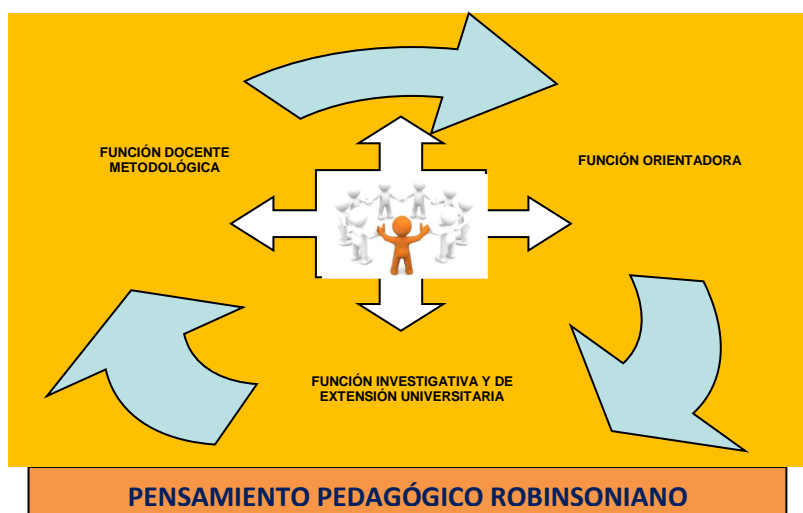 FUNCIÓN DOCENTE
METODOLÓGICA
FUNCIÓN ORIENTADORA
FUNCIÓN INVESTIGATIVA Y DE
EXTENSIÓN UNIVERSITARIA
PENSAMIENTO PEDAGÓGICO ROBINSONIANO